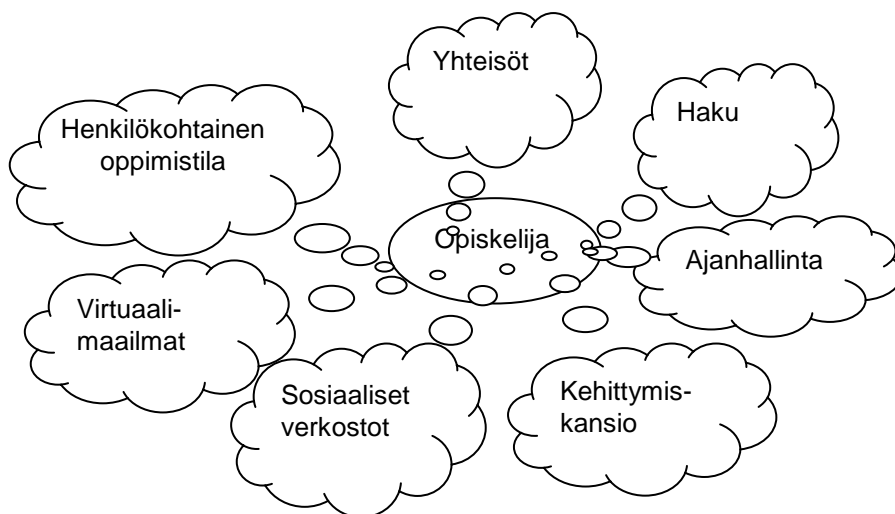 Yhteisöt
Haku
Henkilökohtainen
oppimistila
Opiskelija
Ajanhallinta
Virtuaali-
maailmat
Sosiaaliset
verkostot
Kehittymis-
kansio